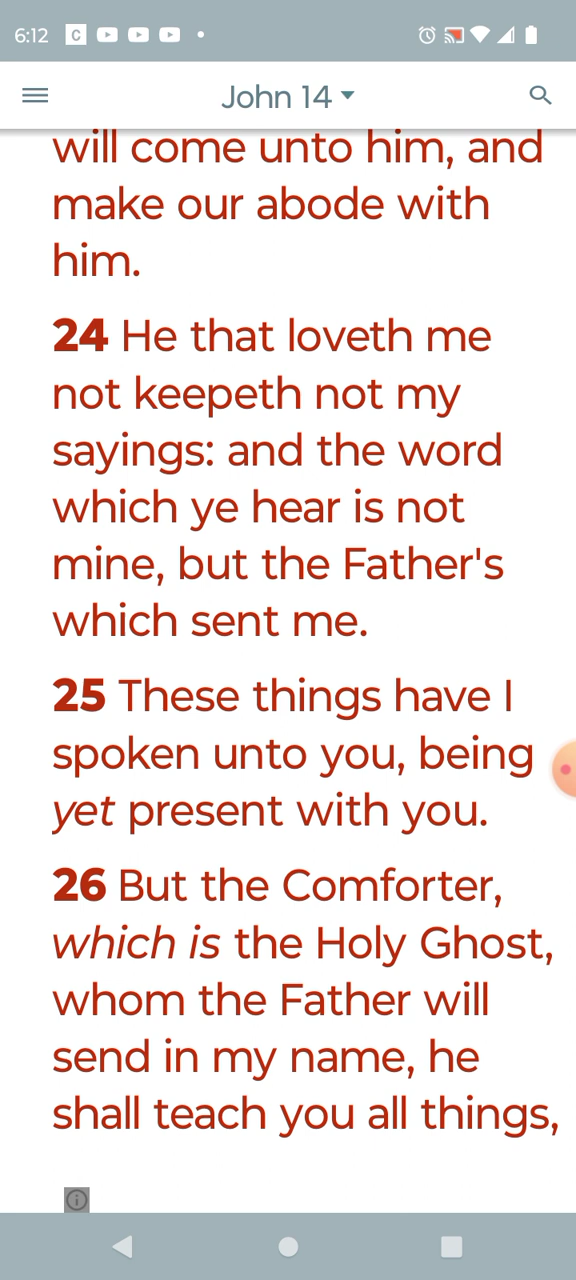 6:12
C
John 14
will come unto him, and
make our abode with
him.
24 He that loveth me
not keepeth not my
sayings: and the word
which ye hear is not
mine, but the Father's
which sent me.
25 These things have I
spoken unto you, being
yet present with you.
26 But the Comforter,
which is the Holy Ghost,
whom the Father will
send in my name, he
shall teach you all things,